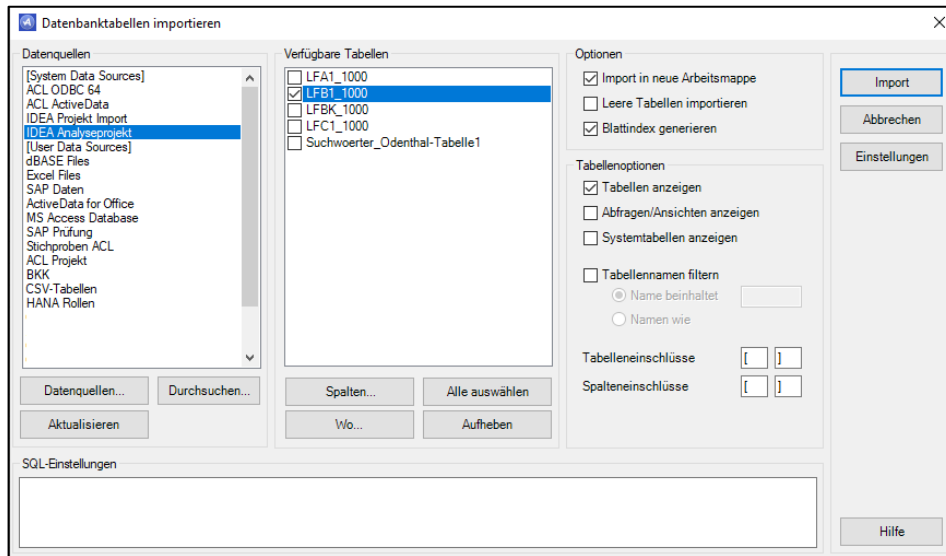 Datenbanktabellen importieren
Datenquellen
[System Data Sources]
ACL ODBC 64
ACL ActiveData
IDEA Projekt Import
IDEA Analyseprojekt
[User Data Sources]
dBASE Files
Excel Files
SAP Daten
ActiveData for Office
MS Access Database
SAP Prüfung
Stichproben ACL
ACL Projekt
BKK
CSV-Tabellen
HANA Rollen
Datenquellen...
Durchsuchen...
Aktualisieren
Verfügbare Tabellen
LFA1_1000
LFB1_1000
LFBK_1000
LFC1_1000
Suchwoerter_Odenthal-Tabelle1
Spalten...
Alle auswählen
Wo...
Aufheben
Optionen
Import in neue Arbeitsmappe
Leere Tabellen importieren
Blattindex generieren
Tabellenoptionen
Tabellen anzeigen
Abfragen/Ansichten anzeigen
Systemtabellen anzeigen
Tabellennamen filtern
Name beinhaltet
Namen wie
Tabelleneinschlüsse [ ]
Spalteneinschlüsse [ ]
Import
Abbrechen
Einstellungen
SQL-Einstellungen
Hilfe